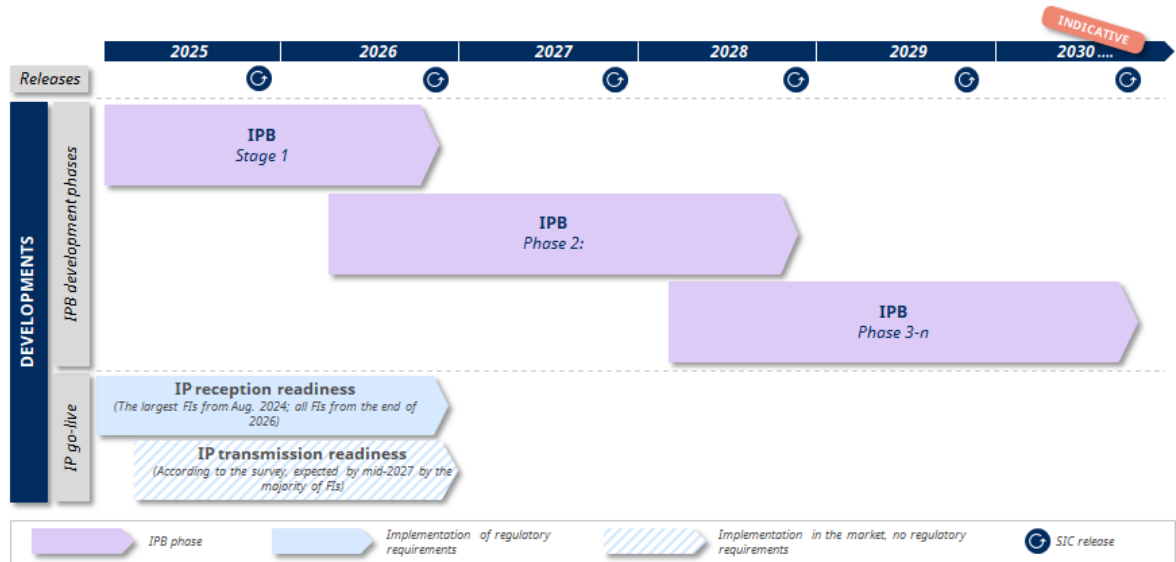 INDICATIVE
2025
2026
2027
2028
2029
2030 ....
Releases
DEVELOPMENTS
IPB development phases
IPB
Stage 1
IPB
Phase 2:
IPB
Phase 3-n
IP go-live
IP reception readiness
(The largest FIs from Aug. 2024; all FIs from the end of
2026)
IP transmission readiness
(According to the survey, expected by mid-2027 by the
majority of FIs)
IPB phase
Implementation of regulatory
requirements
Implementation in the market, no regulatory
requirements
SIC release